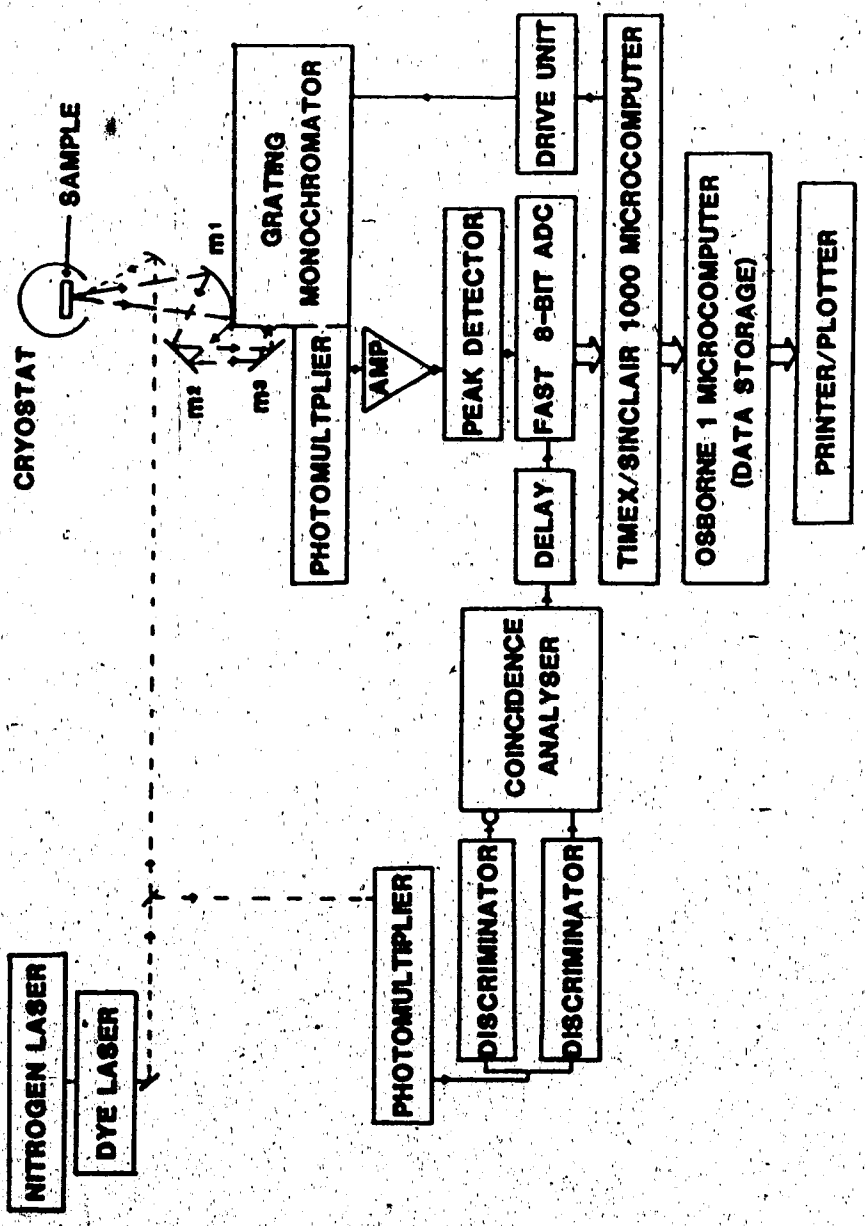 CRYOSTAT
SAMPLE
NITROGEN LASER
DYE LASER
m1
m2
m3
GRATING
MONOCHROMATOR
PHOTOMULTPLIER
AMP
PHOTOMULTIPLIER
DISCRIMINATOR
DISCRIMINATOR
COINCIDENCE
ANALYSER
DELAY
PEAK DETECTOR
FAST 8-BIT ADC
DRIVE UNIT
TIMEX/SINCLAIR 1000 MICROCOMPUTER
OSBORNE 1 MICROCOMPUTER
(DATA STORAGE)
PRINTER/PLOTTER